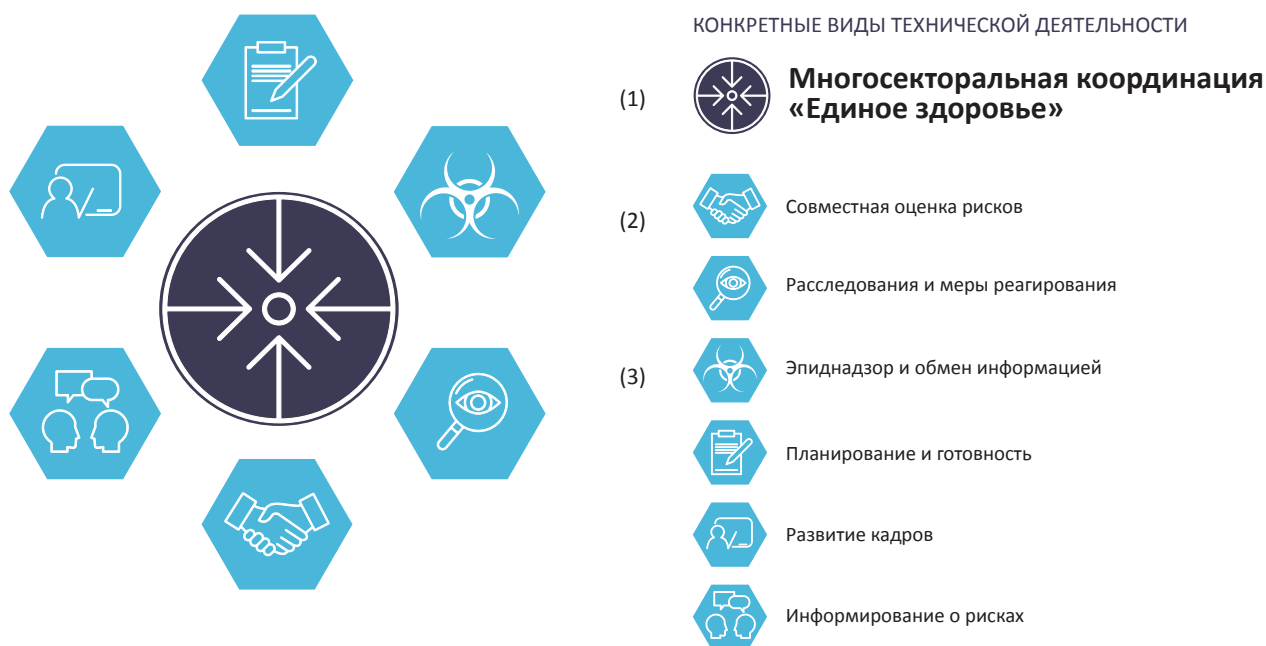 КОНКРЕТНЫЕ ВИДЫ ТЕХНИЧЕСКОЙ ДЕЯТЕЛЬНОСТИ
(1)
Многосекторальная координация
«Единое здоровье»
(2)
Совместная оценка рисков
Расследования и меры реагирования
(3)
Эпиднадзор и обмен информацией
Планирование и готовность
Развитие кадров
Информирование о рисках